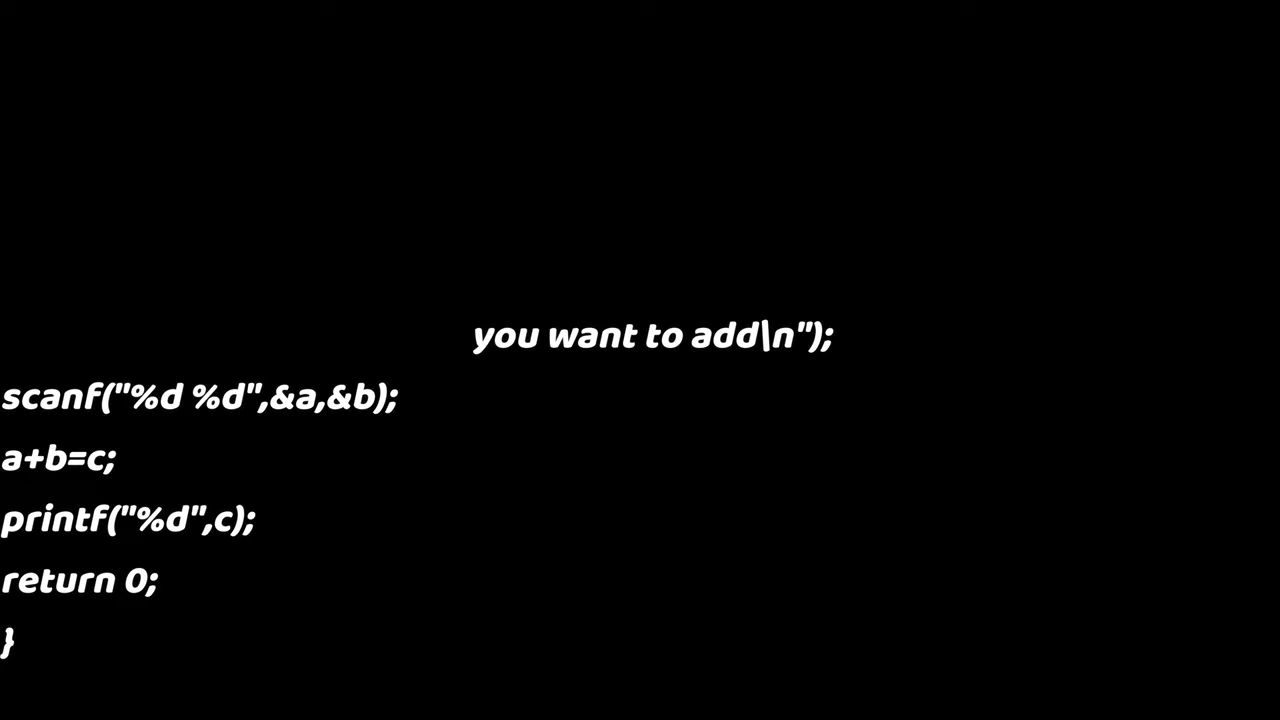 you want to add\n");
scanf("%d %d",&a,&b);
a+b=c;
printf("%d",c);
return 0;
}